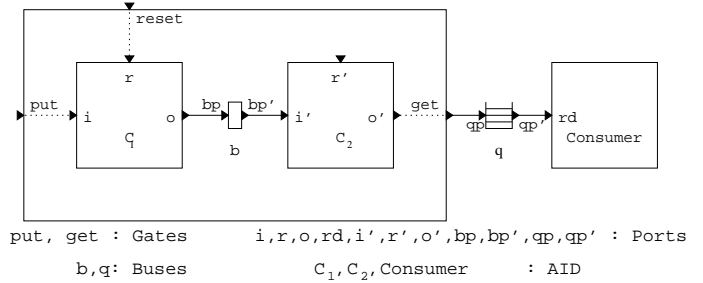 reset
r
r'
put
i
o
bp
bp'
i'
o'
get
qp
qp'
rd
C₂
Consumer
b
q
put, get : Gates
i,r,o,rd,i',r',o',bp,bp',qp,qp' : Ports
b,q: Buses
C₁,C₂,Consumer : AID